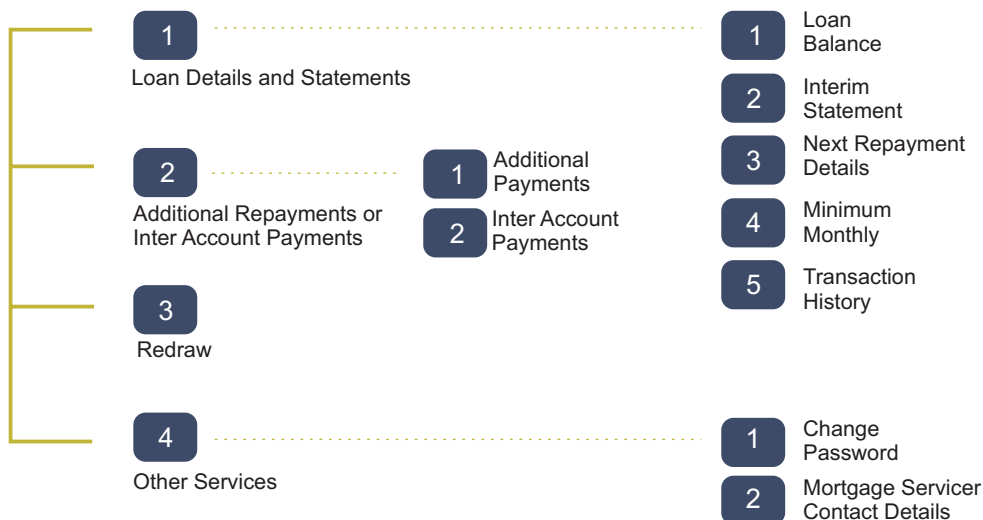 1
Loan Details and Statements
1
Loan
Balance
2
Interim
Statement
3
Next Repayment
Details
4
Minimum
Monthly
5
Transaction
History
2
Additional Repayments or
Inter Account Payments
1
Additional
Payments
2
Inter Account
Payments
3
Redraw
4
Other Services
1
Change
Password
2
Mortgage Servicer
Contact Details